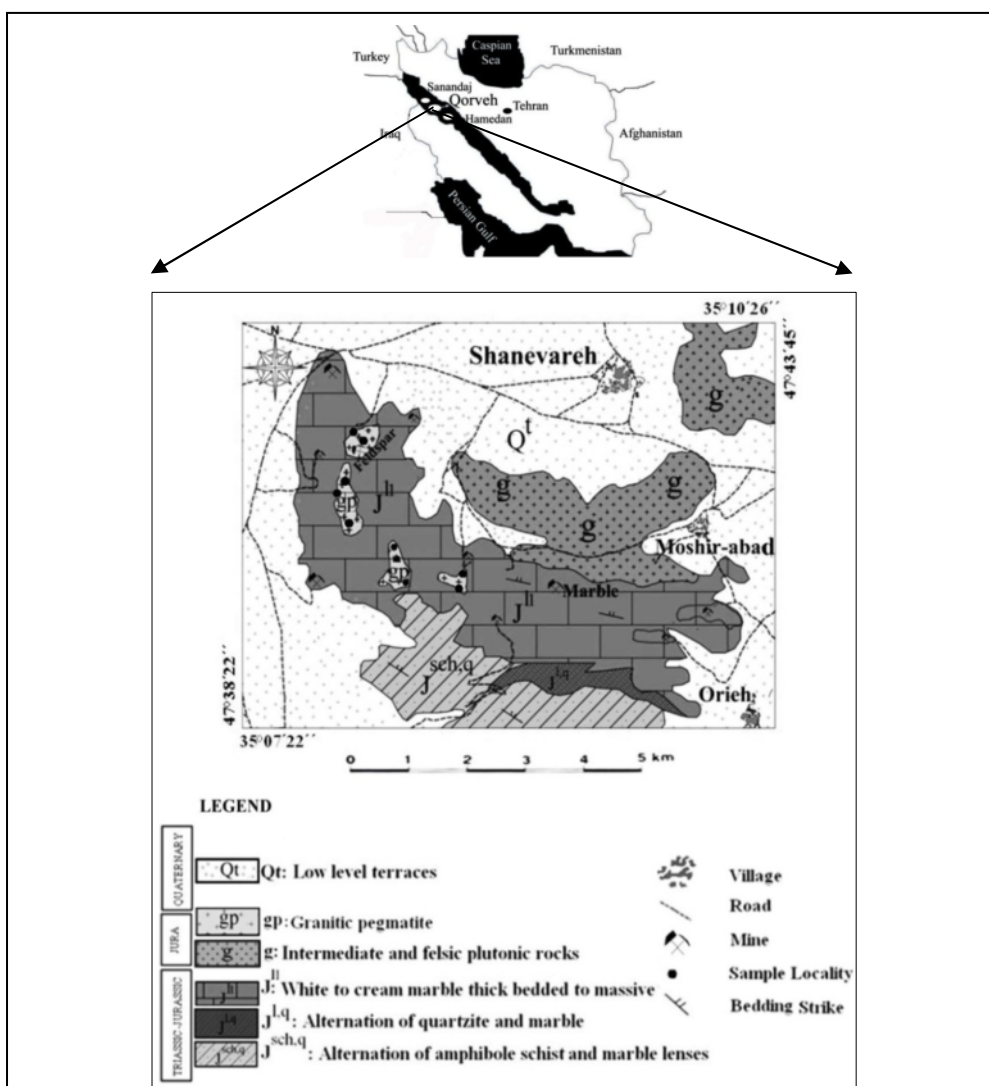 Caspian
Sea
Turkey
Turkmenistan
Sanandaj
Qorveh
Tehran
Hamedan
Iraq
Afghanistan
Persian Gulf
35°10´26´´
N
47°43´45´´
Shanevareh
g
Feldspar
Qt
g
g
gp
Jll
g
Moshir-abad
gp
Marble
Jll
Jsch,q
Jl,q
Orieh
47°38´22´´
35°07´22´´
0 1 2 3 4 5 km
LEGEND
QUATERNARY
Qt Qt: Low level terraces
Village
Road
JURA
gp gp: Granitic pegmatite
Mine
g g: Intermediate and felsic plutonic rocks
Sample Locality
TRIASSIC-JURASSIC
Jll Jll: White to cream marble thick bedded to massive
Bedding Strike
Jl,q Jl,q: Alternation of quartzite and marble
Jsch,q Jsch,q: Alternation of amphibole schist and marble lenses